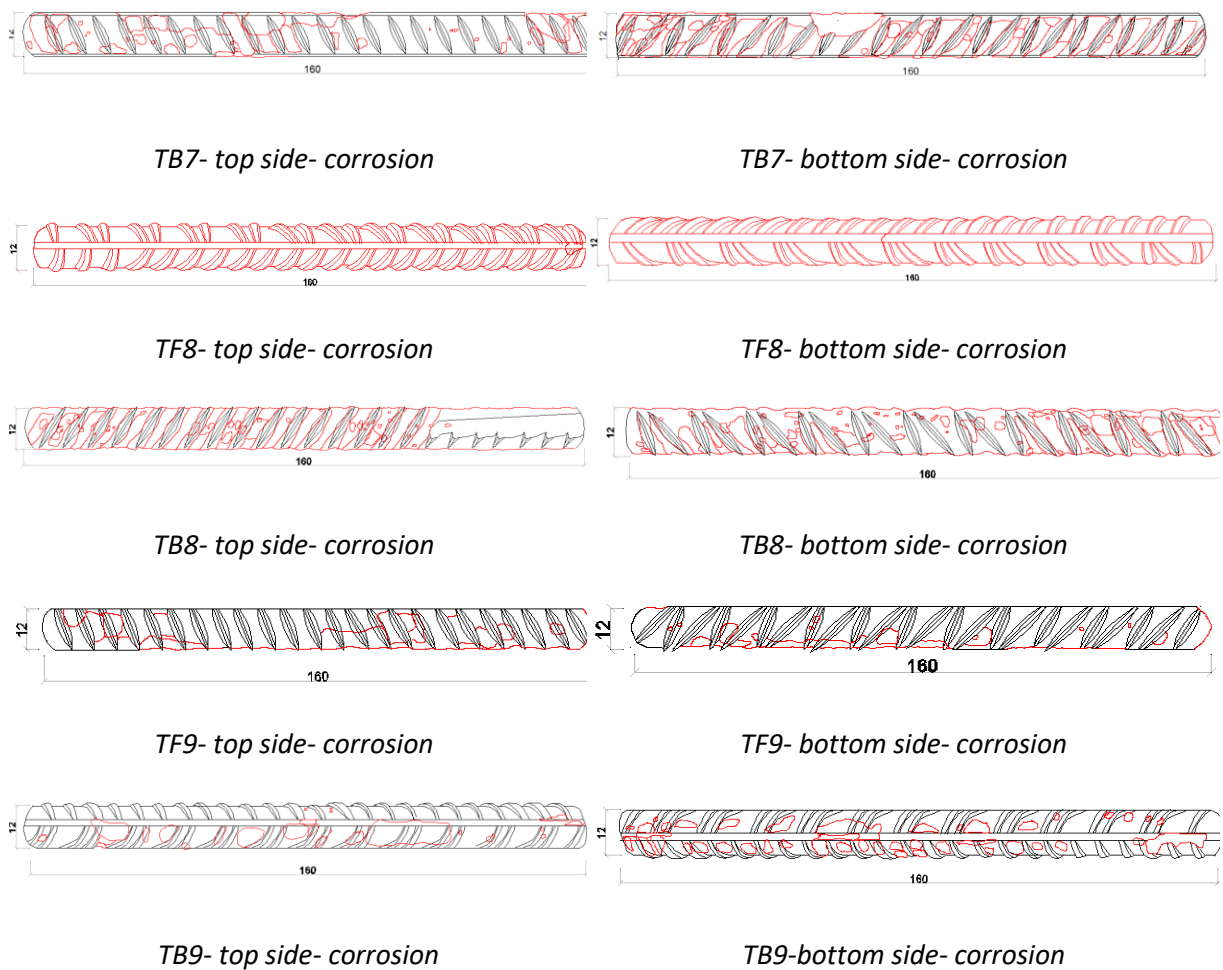 12
12
160
160
TB7- top side- corrosion
TB7- bottom side- corrosion
12
12
160
160
TF8- top side- corrosion
TF8- bottom side- corrosion
12
12
160
160
TB8- top side- corrosion
TB8- bottom side- corrosion
12
12
160
160
TF9- top side- corrosion
TF9- bottom side- corrosion
12
12
160
160
TB9- top side- corrosion
TB9-bottom side- corrosion